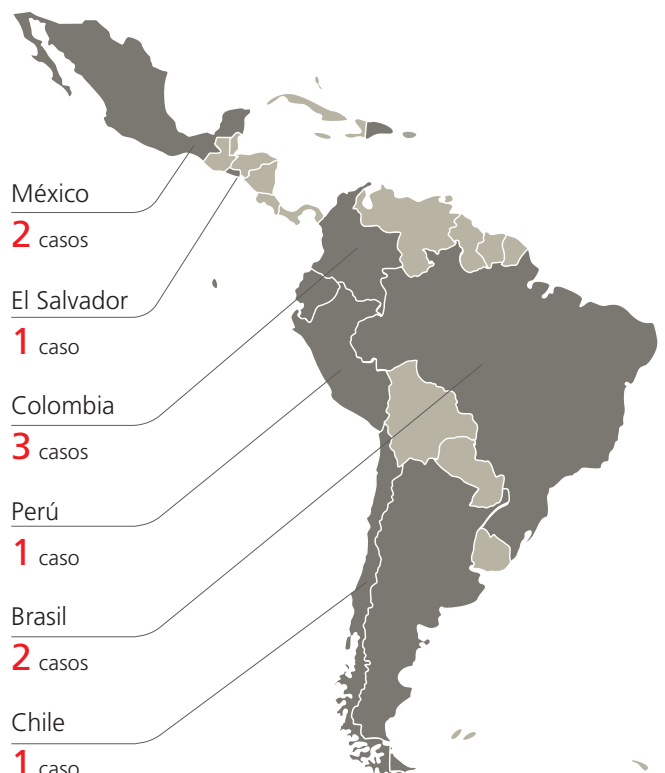 México
2 casos
El Salvador
1 caso
Colombia
3 casos
Perú
1 caso
Brasil
2 casos
Chile
1 caso